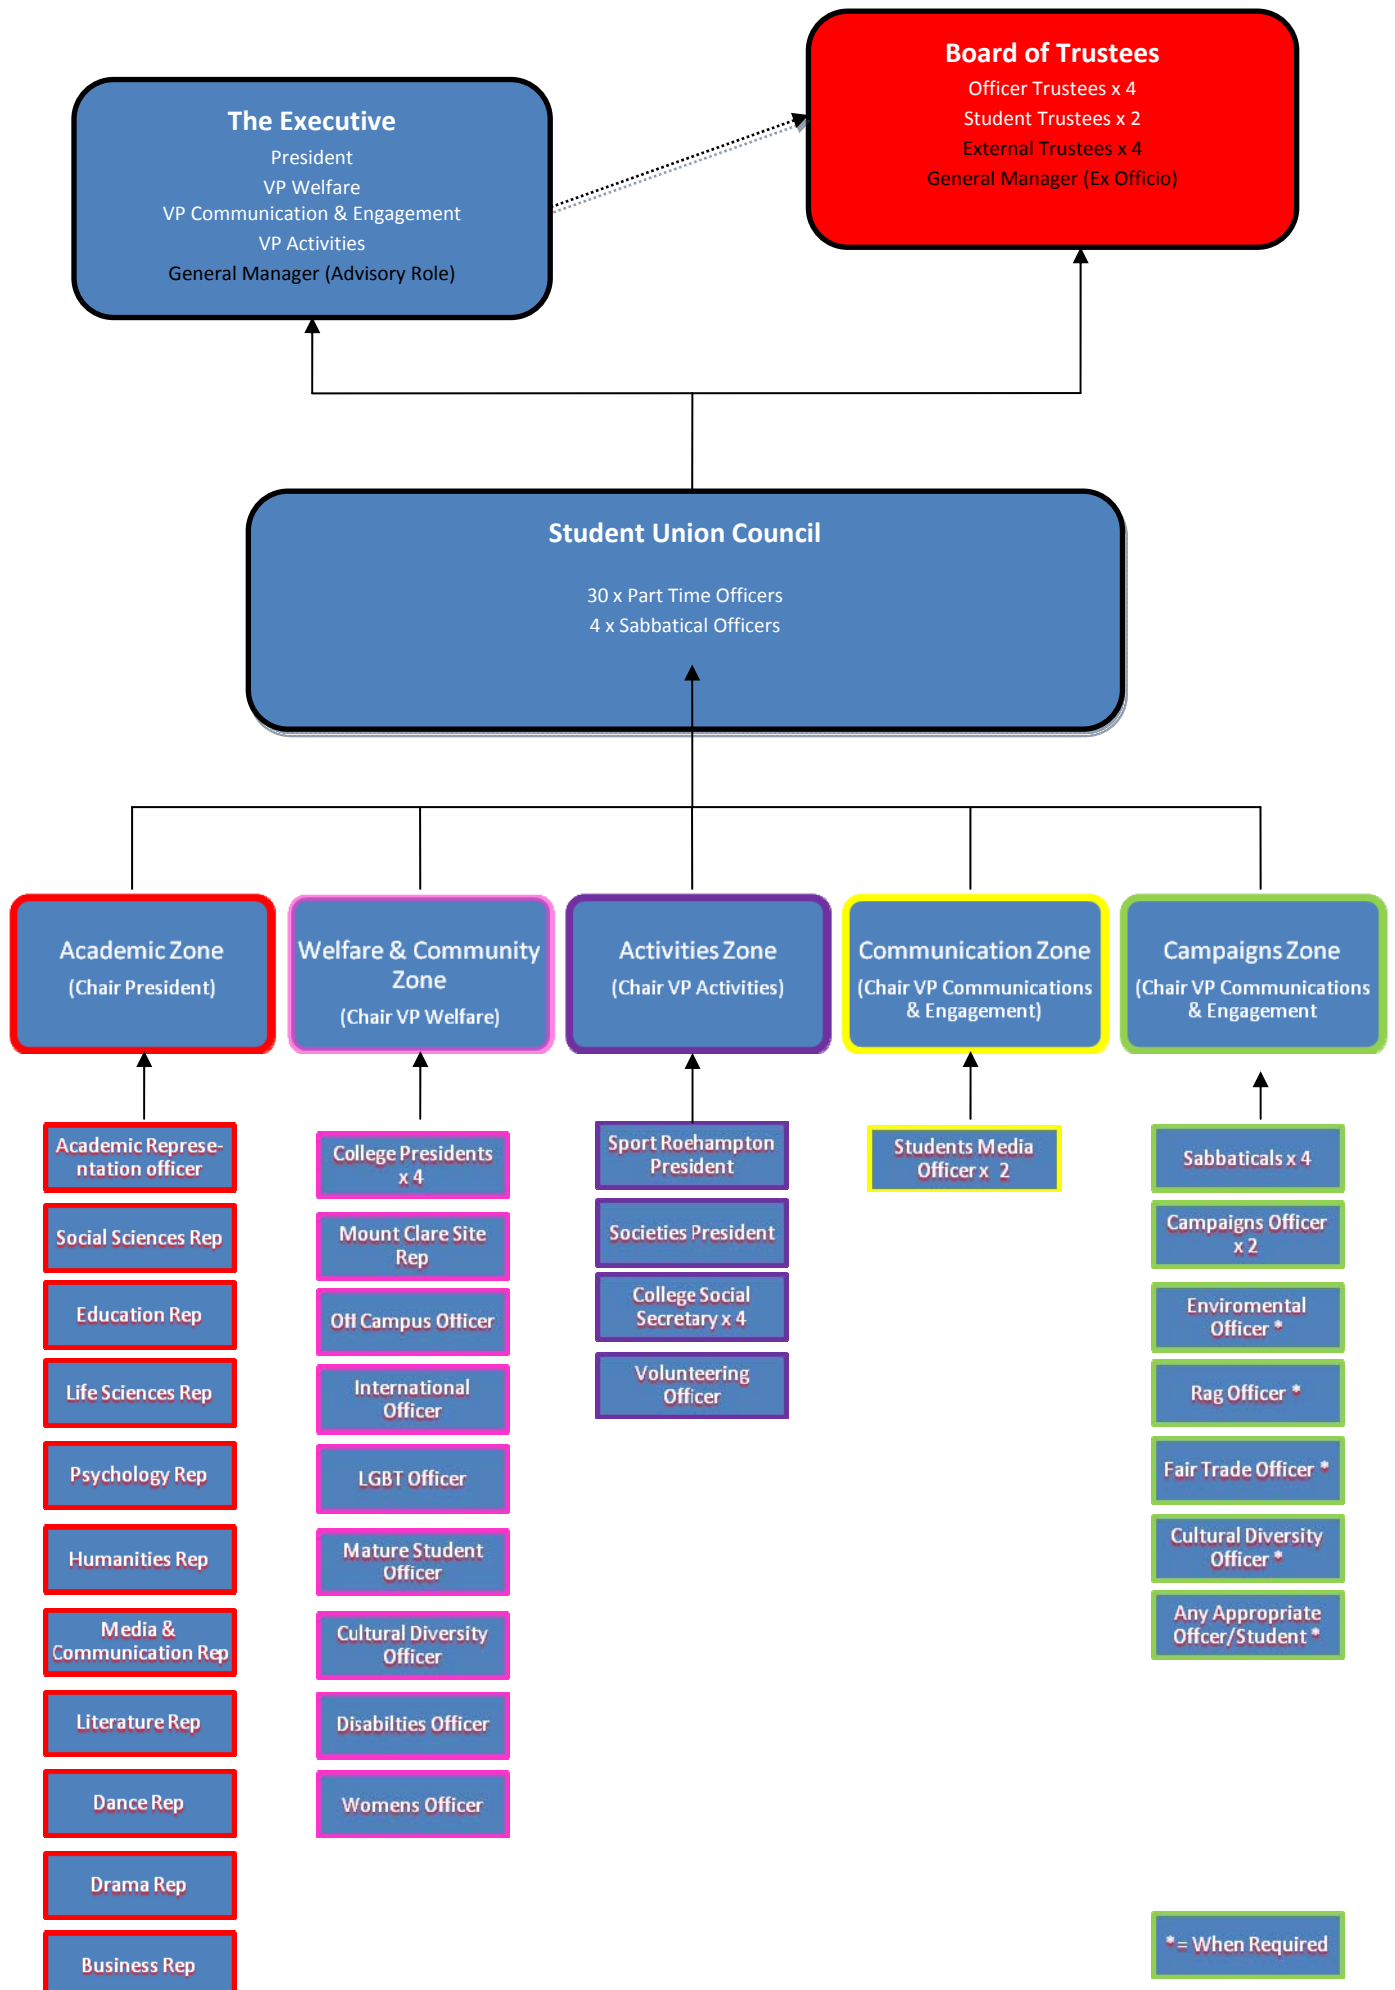 Board of Trustees
Officer Trustees x 4
Student Trustees x 2
External Trustees x 4
General Manager (Ex Officio)
The Executive
President
VP Welfare
VP Communication & Engagement
VP Activities
General Manager (Advisory Role)
Student Union Council
30 x Part Time Officers
4 x Sabbatical Officers
Academic Zone
(Chair President)
Welfare & Community
Zone
(Chair VP Welfare)
Activities Zone
(Chair VP Activities)
Communication Zone
(Chair VP Communications
& Engagement)
Campaigns Zone
(Chair VP Communications
& Engagement
Academic Represe-
ntation officer
Social Sciences Rep
Education Rep
Life Sciences Rep
Psychology Rep
Humanities Rep
Media &
Communication Rep
Literature Rep
Dance Rep
Drama Rep
Business Rep
College Presidents
x 4
Mount Clare Site
Rep
Off Campus Officer
International
Officer
LGBT Officer
Mature Student
Officer
Cultural Diversity
Officer
Disabilties Officer
Womens Officer
Sport Roehampton
President
Societies President
College Social
Secretary x 4
Volunteering
Officer
Students Media
Officer x 2
Sabbaticals x 4
Campaigns Officer
x 2
Enviromental
Officer *
Rag Officer *
Fair Trade Officer *
Cultural Diversity
Officer *
Any Appropriate
Offcer/Student *
*= When Required